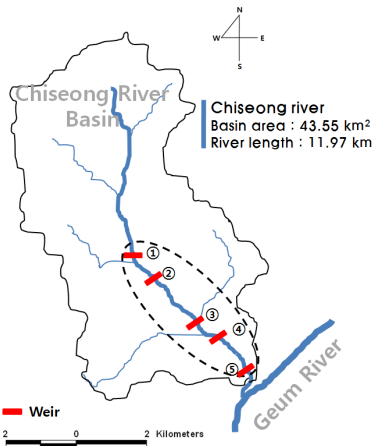 N
W E
S
Chiseong River
Basin
Chiseong river
Basin area : 43.55 km²
River length : 11.97 km
①
②
③
④
⑤
Geum River
Weir
2 0 2 Kilometers